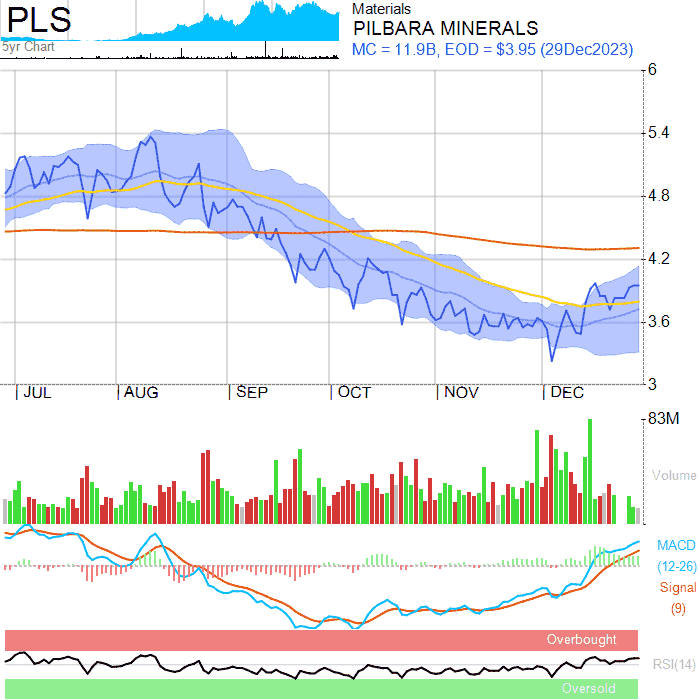 PLS
5yr Chart
Materials
PILBARA MINERALS
MC = 11.9B, EOD = $3.95 (29Dec2023)
6
5.4
4.8
4.2
3.6
3
JUL AUG SEP OCT NOV DEC
83M
Volume
MACD
(12-26)
Signal
(9)
Overbought
RSI(14)
Oversold